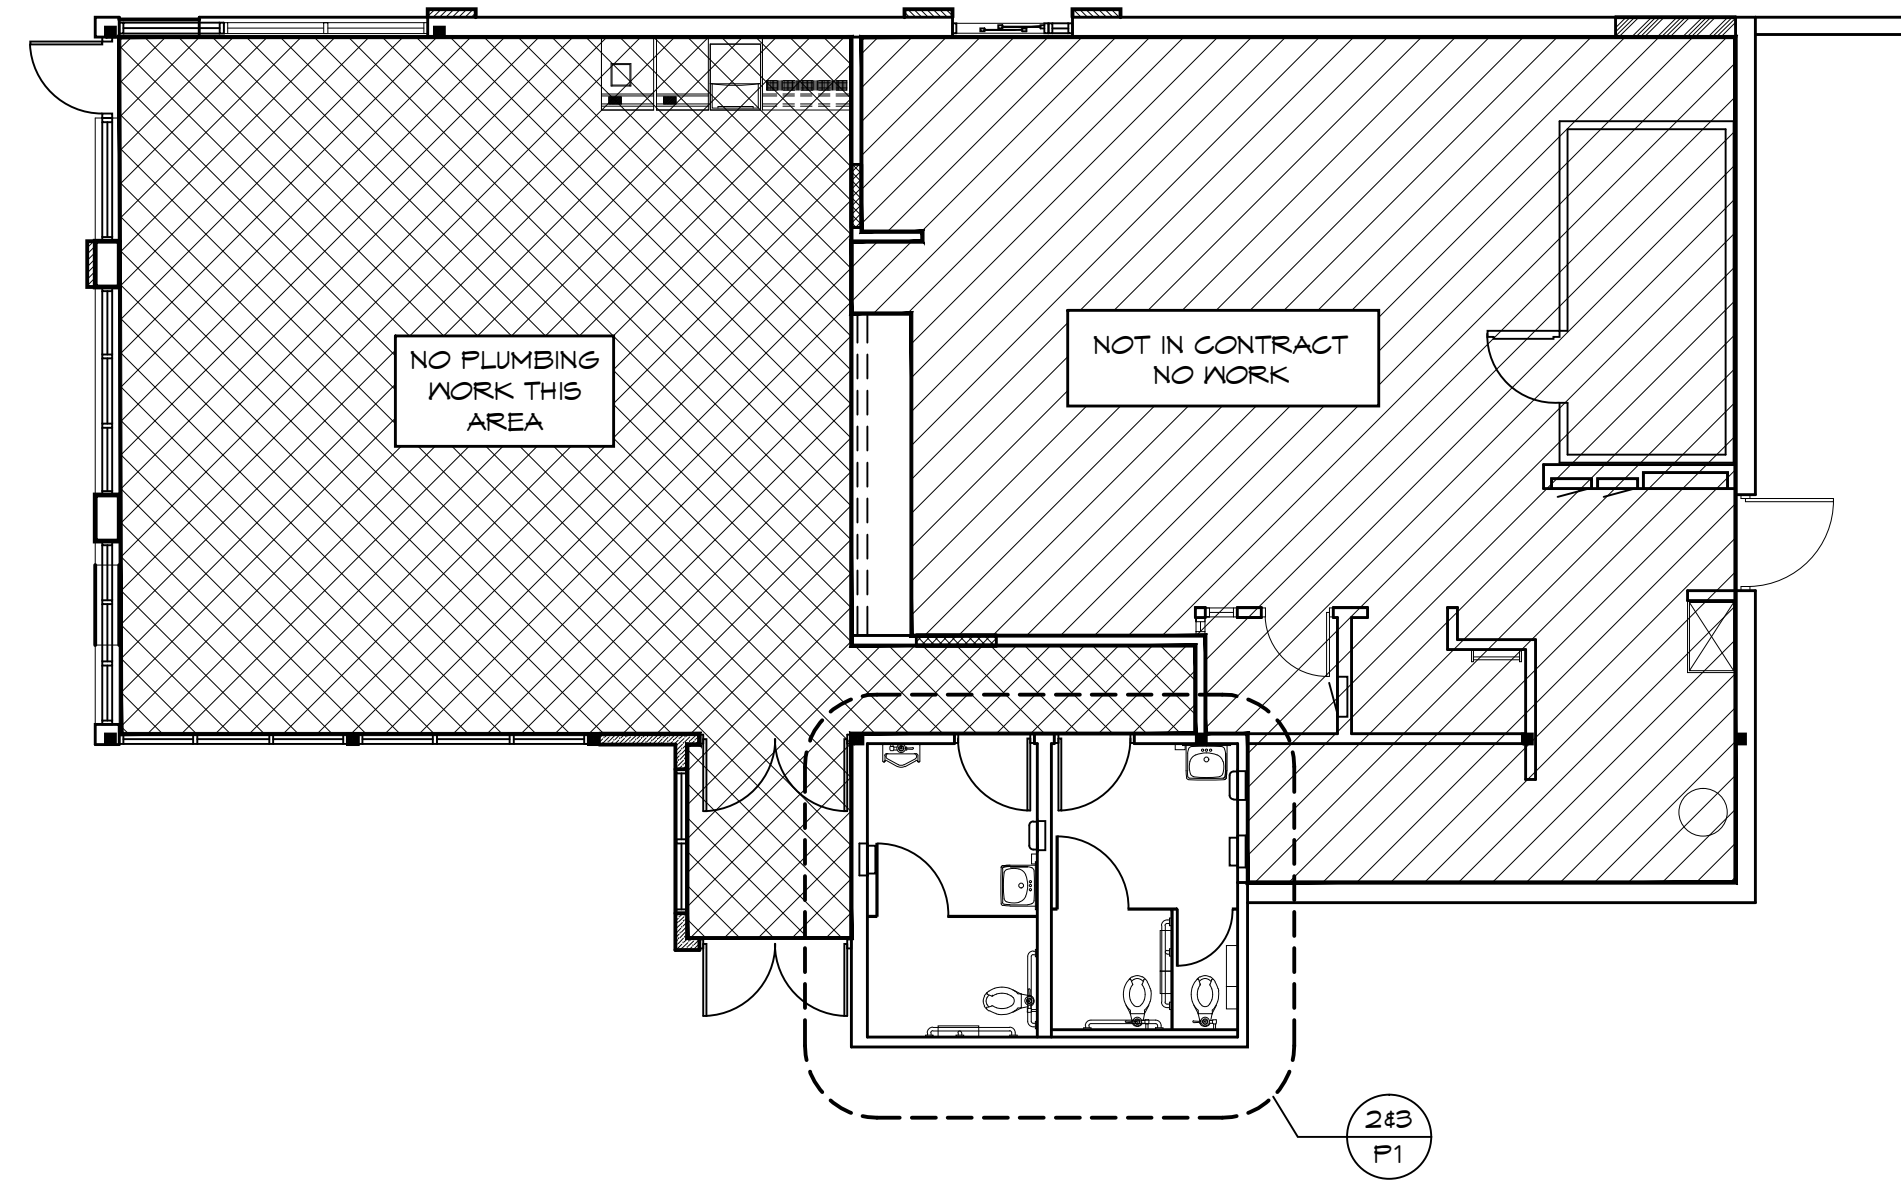 NO PLUMBING
WORK THIS
AREA
NOT IN CONTRACT
NO WORK
2&3
P1